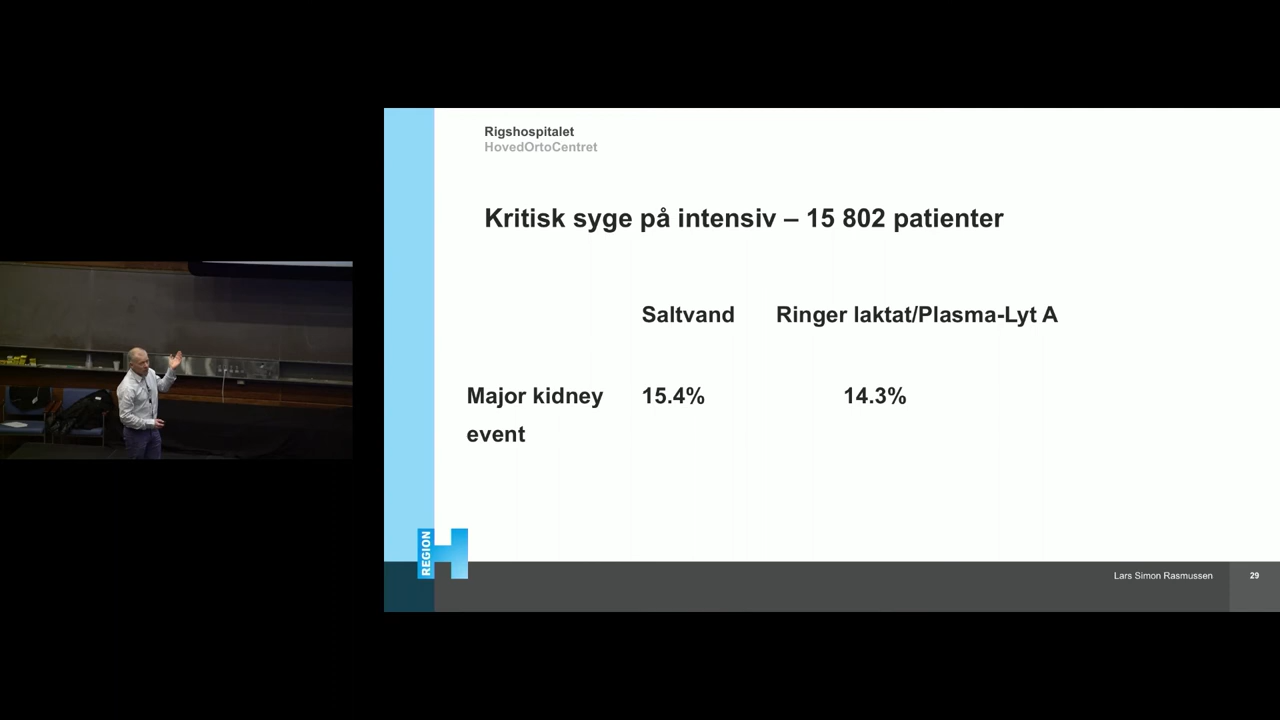 Rigshospitalet
HovedOrtoCentret
Kritisk syge på intensiv – 15 802 patienter
Saltvand Ringer laktat/Plasma-Lyt A
Major kidney 15.4% 14.3%
event
REGION
Lars Simon Rasmussen 29